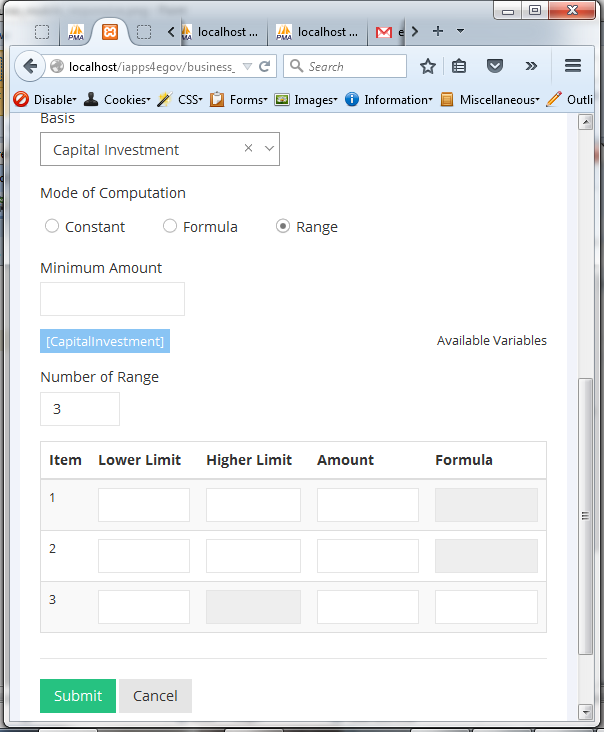 localhost ...
localhost ...
e
localhost/iapps4egov/business_
Search
Disable Cookies CSS Forms Images Information Miscellaneous Outli
Basis
Capital Investment
Mode of Computation
Constant Formula Range
Minimum Amount
[CapitalInvestment] Available Variables
Number of Range
3
Item Lower Limit Higher Limit Amount Formula
1
2
3
Submit Cancel